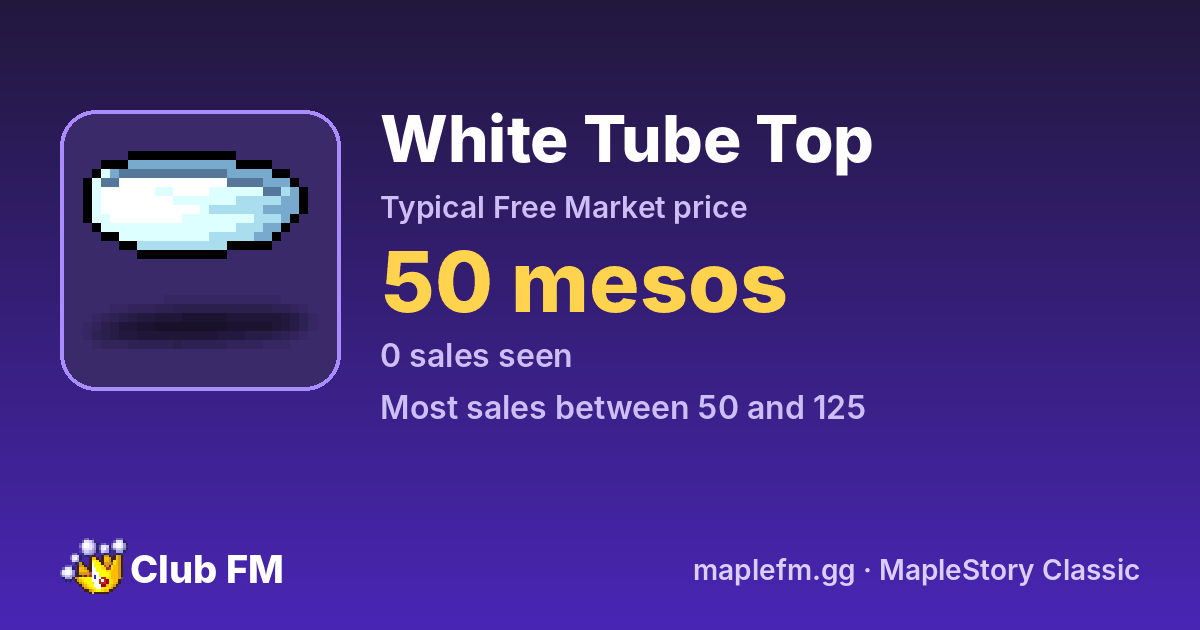 White Tube Top
Typical Free Market price
50 mesos
0 sales seen
Most sales between 50 and 125
Club FM
maplefm.gg · MapleStory Classic